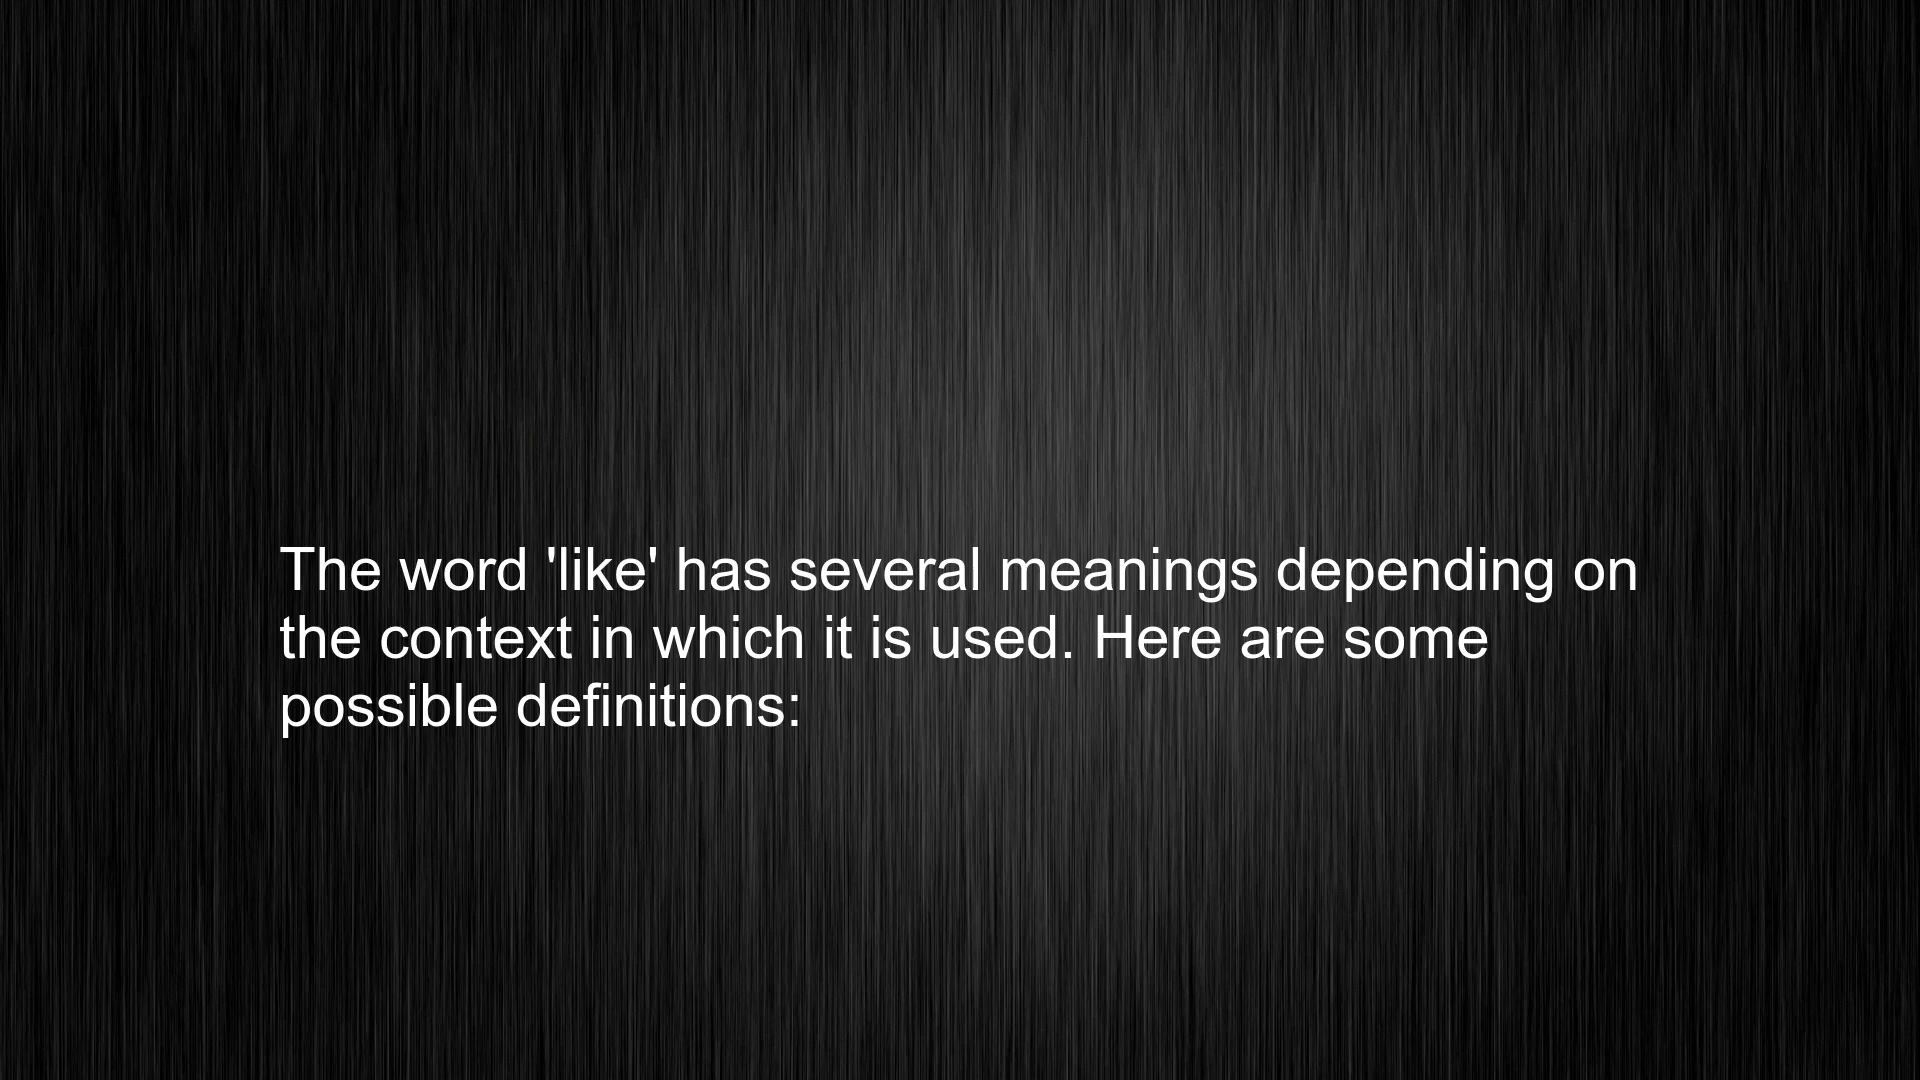 The word 'like' has several meanings depending on
the context in which it is used. Here are some
possible definitions: